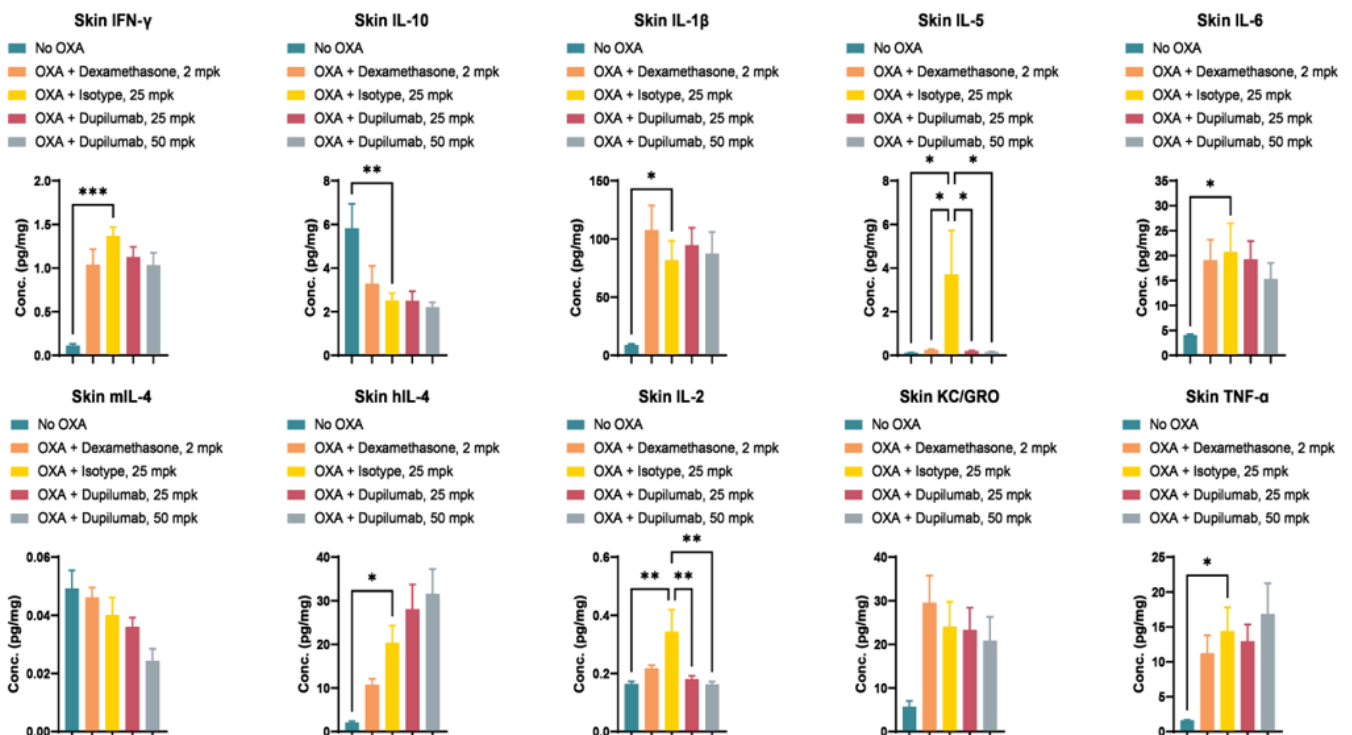 Skin IFN-γ
No OXA
OXA + Dexamethasone, 2 mpk
OXA + Isotype, 25 mpk
OXA + Dupilumab, 25 mpk
OXA + Dupilumab, 50 mpk
Conc. (pg/mg)
2.0
1.5
1.0
0.5
0.0
***
Skin IL-10
No OXA
OXA + Dexamethasone, 2 mpk
OXA + Isotype, 25 mpk
OXA + Dupilumab, 25 mpk
OXA + Dupilumab, 50 mpk
Conc. (pg/mg)
8
6
4
2
0
**
Skin IL-1β
No OXA
OXA + Dexamethasone, 2 mpk
OXA + Isotype, 25 mpk
OXA + Dupilumab, 25 mpk
OXA + Dupilumab, 50 mpk
Conc. (pg/mg)
150
100
50
0
*
Skin IL-5
No OXA
OXA + Dexamethasone, 2 mpk
OXA + Isotype, 25 mpk
OXA + Dupilumab, 25 mpk
OXA + Dupilumab, 50 mpk
Conc. (pg/mg)
8
6
4
2
0
* *
* *
Skin IL-6
No OXA
OXA + Dexamethasone, 2 mpk
OXA + Isotype, 25 mpk
OXA + Dupilumab, 25 mpk
OXA + Dupilumab, 50 mpk
Conc. (pg/mg)
35
30
25
20
15
10
5
0
*
Skin mIL-4
No OXA
OXA + Dexamethasone, 2 mpk
OXA + Isotype, 25 mpk
OXA + Dupilumab, 25 mpk
OXA + Dupilumab, 50 mpk
Conc. (pg/mg)
0.06
0.04
0.02
0.00
Skin hIL-4
No OXA
OXA + Dexamethasone, 2 mpk
OXA + Isotype, 25 mpk
OXA + Dupilumab, 25 mpk
OXA + Dupilumab, 50 mpk
Conc. (pg/mg)
40
30
20
10
0
*
Skin IL-2
No OXA
OXA + Dexamethasone, 2 mpk
OXA + Isotype, 25 mpk
OXA + Dupilumab, 25 mpk
OXA + Dupilumab, 50 mpk
Conc. (pg/mg)
0.6
0.4
0.2
0.0
**
** **
Skin KC/GRO
No OXA
OXA + Dexamethasone, 2 mpk
OXA + Isotype, 25 mpk
OXA + Dupilumab, 25 mpk
OXA + Dupilumab, 50 mpk
Conc. (pg/mg)
40
30
20
10
0
Skin TNF-α
No OXA
OXA + Dexamethasone, 2 mpk
OXA + Isotype, 25 mpk
OXA + Dupilumab, 25 mpk
OXA + Dupilumab, 50 mpk
Conc. (pg/mg)
25
20
15
10
5
0
*